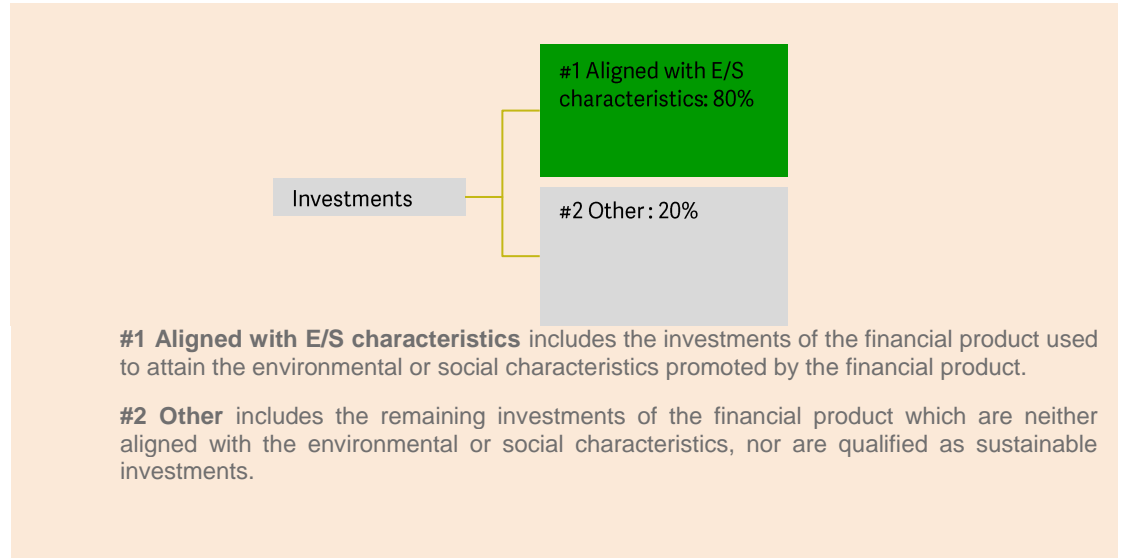 #1 Aligned with E/S
characteristics: 80%
Investments
#2 Other : 20%
#1 Aligned with E/S characteristics includes the investments of the financial product used
to attain the environmental or social characteristics promoted by the financial product.
#2 Other includes the remaining investments of the financial product which are neither
aligned with the environmental or social characteristics, nor are qualified as sustainable
investments.